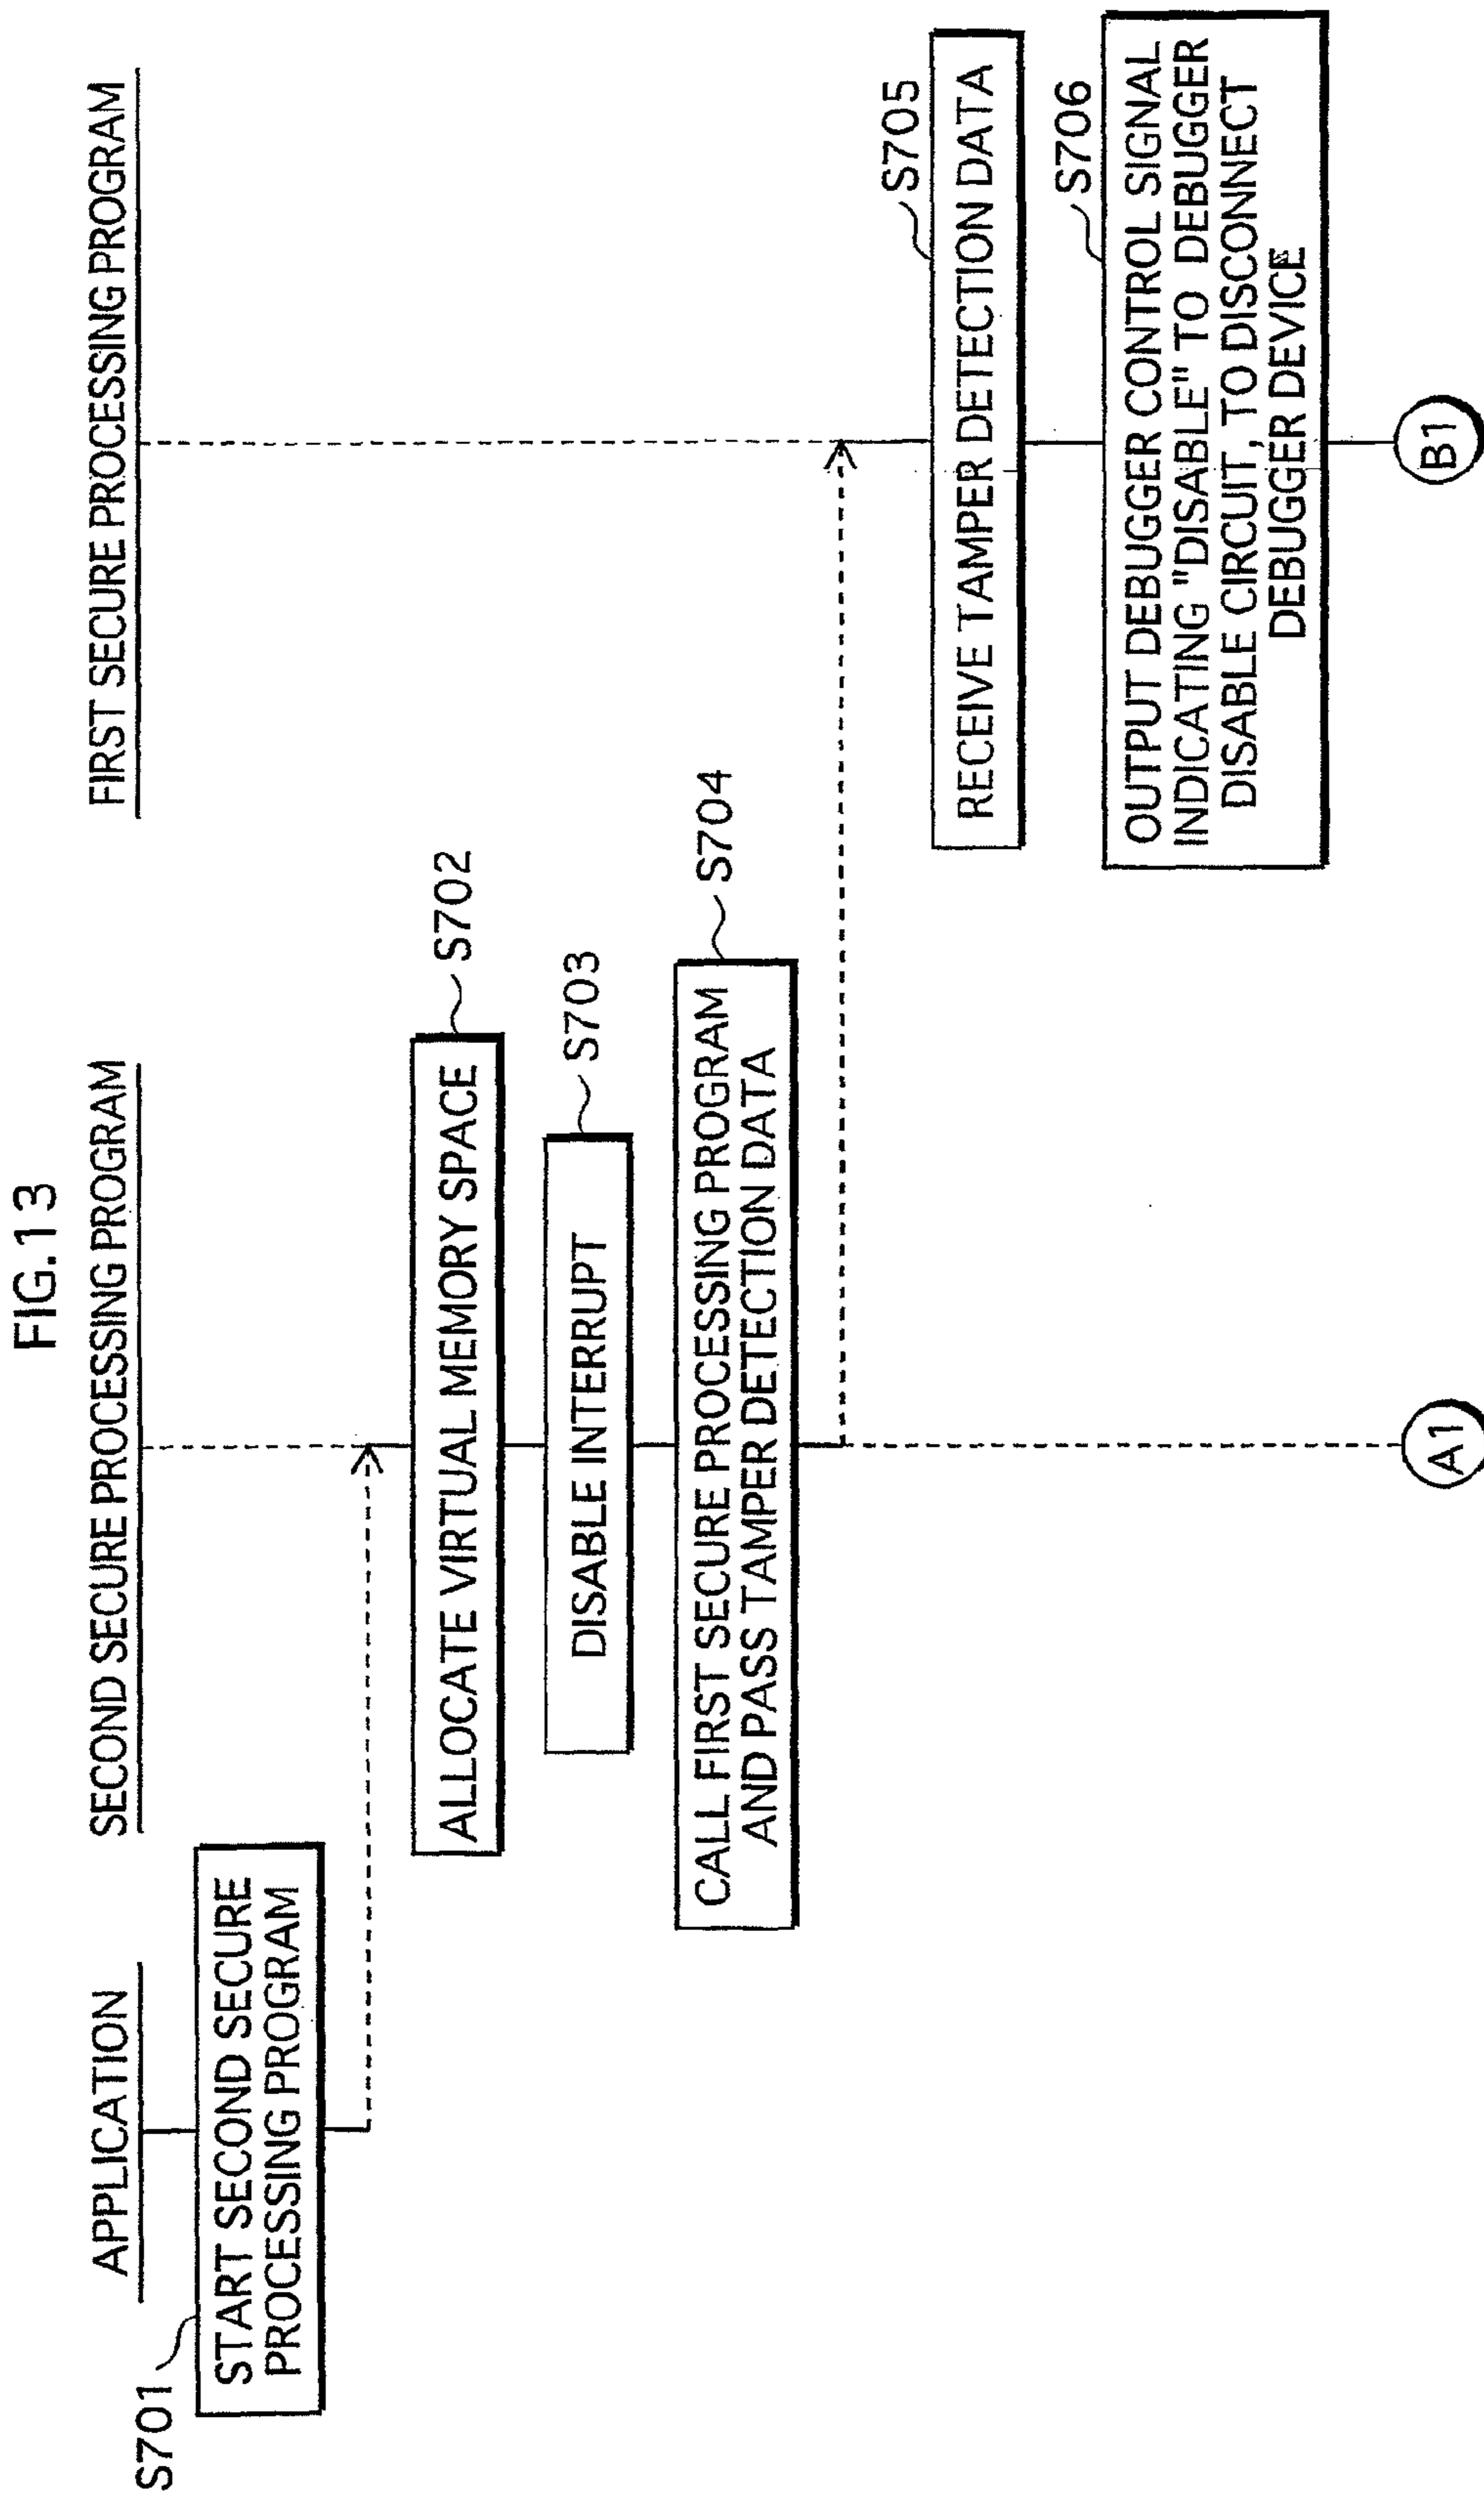 FIG.13
APPLICATION
SECOND SECURE PROCESSING PROGRAM
FIRST SECURE PROCESSING PROGRAM
S701
START SECOND SECURE
PROCESSING PROGRAM
S702
ALLOCATE VIRTUAL MEMORY SPACE
S703
DISABLE INTERRUPT
S704
CALL FIRST SECURE PROCESSING PROGRAM
AND PASS TAMPER DETECTION DATA
S705
RECEIVE TAMPER DETECTION DATA
S706
OUTPUT DEBUGGER CONTROL SIGNAL
INDICATING "DISABLE" TO DEBUGGER
DISABLE CIRCUIT, TO DISCONNECT
DEBUGGER DEVICE
A1
B1